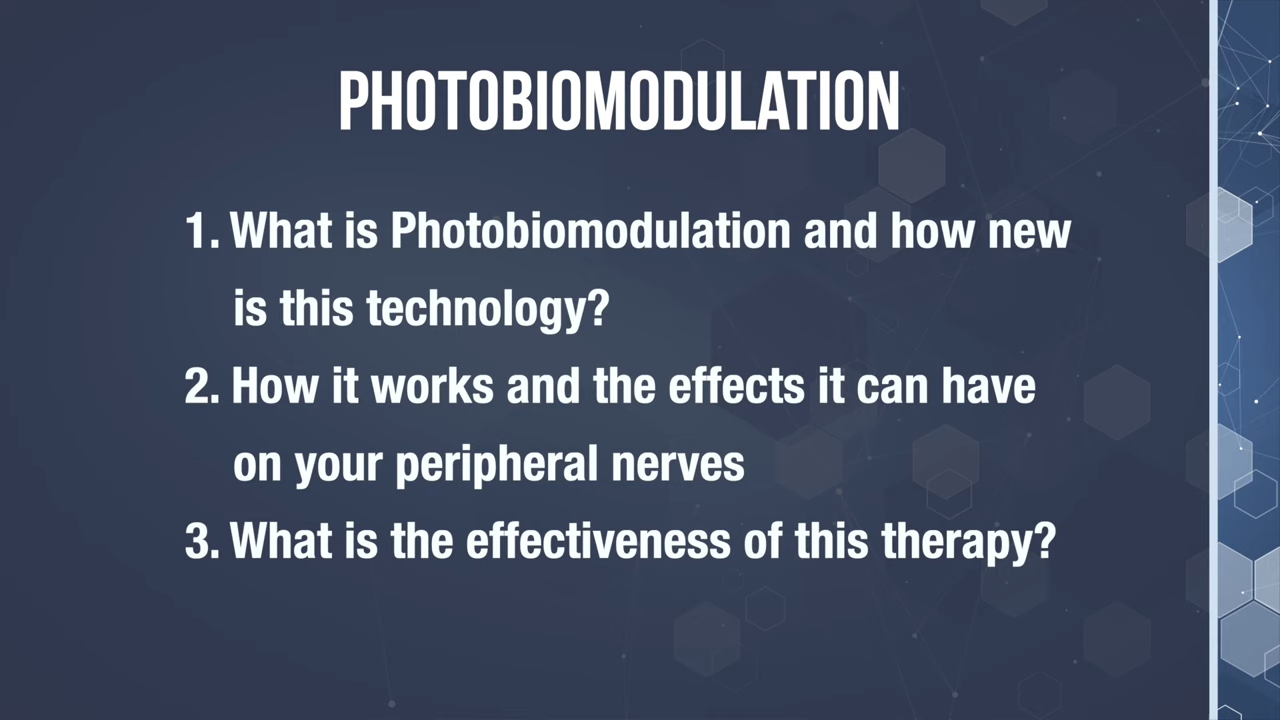 PHOTOBIOMODULATION
1. What is Photobiomodulation and how new
is this technology?
2. How it works and the effects it can have
on your peripheral nerves
3. What is the effectiveness of this therapy?